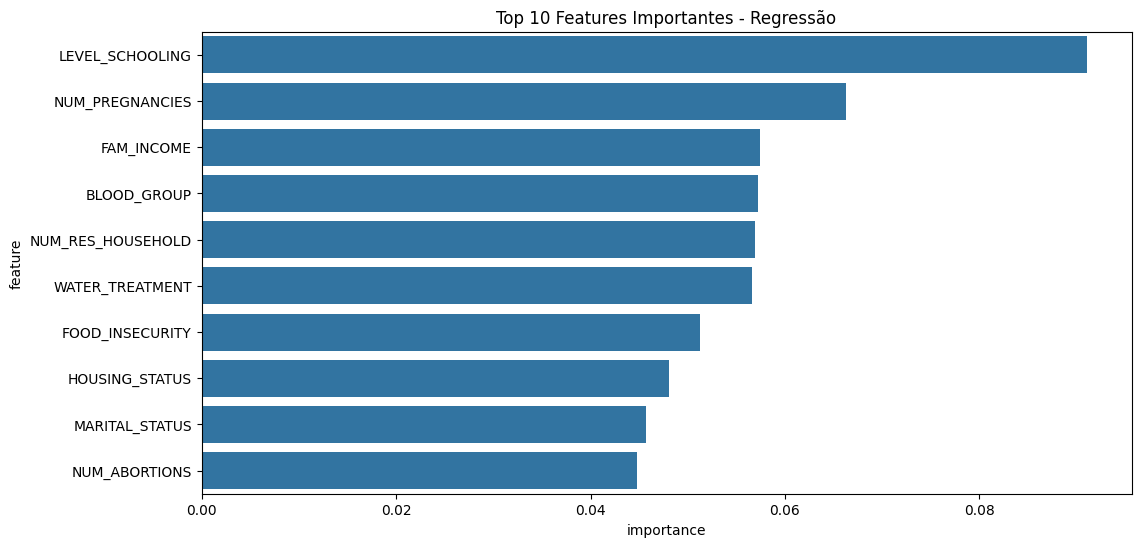 Top 10 Features Importantes - Regressão
feature
LEVEL_SCHOOLING
NUM_PREGNANCIES
FAM_INCOME
BLOOD_GROUP
NUM_RES_HOUSEHOLD
WATER_TREATMENT
FOOD_INSECURITY
HOUSING_STATUS
MARITAL_STATUS
NUM_ABORTIONS
0.00 0.02 0.04 0.06 0.08
importance